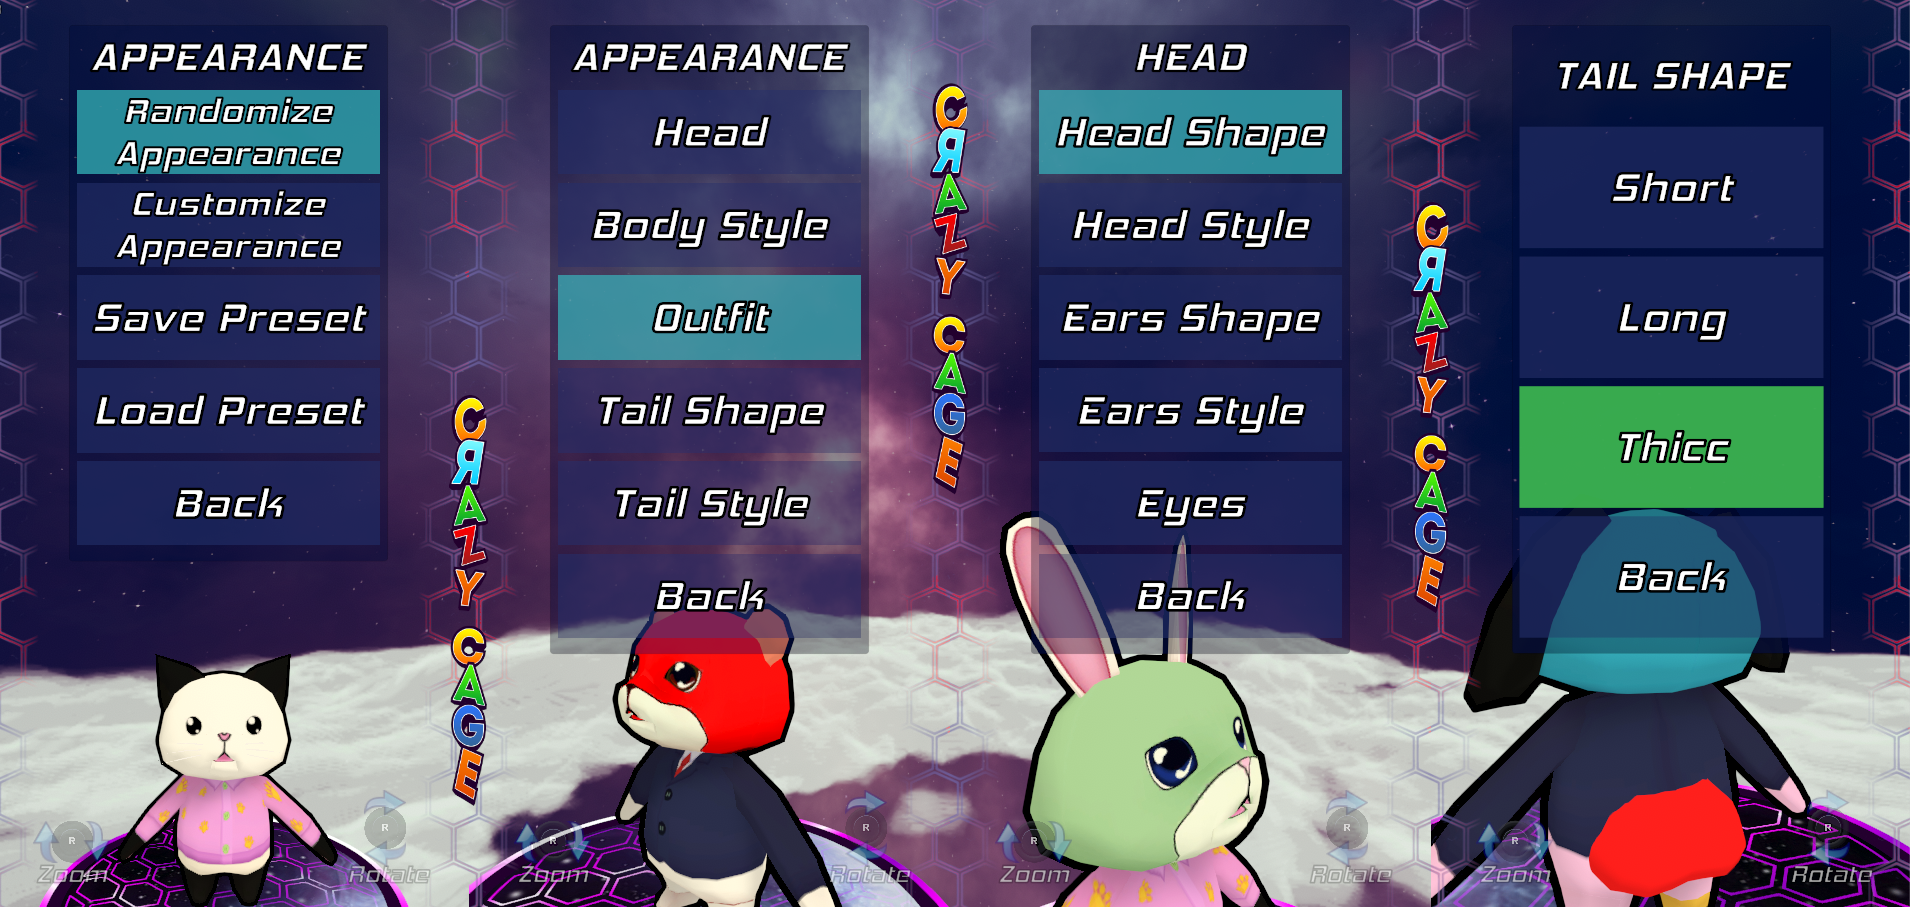 APPEARANCE
Randomize
Appearance
Customize
Appearance
Save Preset
Load Preset
Back
CRAZY CAGE
R
Zoom
R
Rotate
APPEARANCE
Head
Body Style
Outfit
Tail Shape
Tail Style
Back
CRAZY CAGE
R
Zoom
R
Rotate
HEAD
Head Shape
Head Style
Ears Shape
Ears Style
Eyes
Back
CRAZY CAGE
R
Zoom
R
Rotate
TAIL SHAPE
Short
Long
Thicc
Back
R
Zoom
R
Rotate